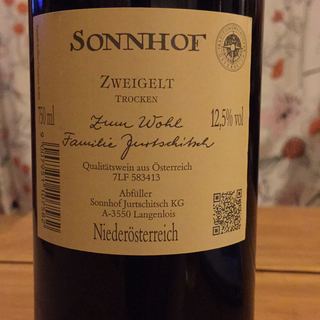 SONNHOF
ZWEIGELT
TROCKEN
750 ml
12,5% vol
Zum Wohl
Familie Jurtschitsch
Qualitätswein aus Österreich
7LF 583413
Abfüller
Sonnhof Jurtschitsch KG
A-3550 Langenlois
Niederösterreich